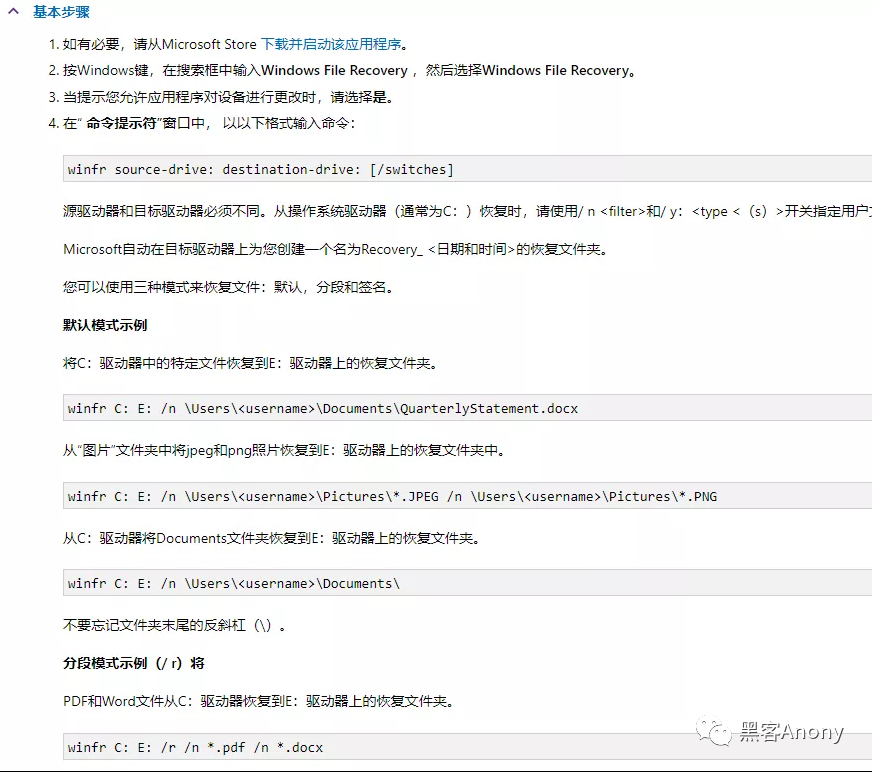 基本步骤
1. 如有必要，请从Microsoft Store 下载并启动该应用程序。
2. 按Windows键，在搜索框中输入Windows File Recovery ，然后选择Windows File Recovery。
3. 当提示您允许应用程序对设备进行更改时，请选择是。
4. 在“ 命令提示符”窗口中， 以以下格式输入命令：
winfr source-drive: destination-drive: [/switches]
源驱动器和目标驱动器必须不同。从操作系统驱动器（通常为C：）恢复时，请使用/ n <filter>和/ y：<type <（s）>开关指定用户
Microsoft自动在目标驱动器上为您创建一个名为Recovery_ <日期和时间>的恢复文件夹。
您可以使用三种模式来恢复文件：默认，分段和签名。
默认模式示例
将C：驱动器中的特定文件恢复到E：驱动器上的恢复文件夹。
winfr C: E: /n \Users\<username>\Documents\QuarterlyStatement.docx
从“图片”文件夹中将jpeg和png照片恢复到E：驱动器上的恢复文件夹中。
winfr C: E: /n \Users\<username>\Pictures\*.JPEG /n \Users\<username>\Pictures\*.PNG
从C：驱动器将Documents文件夹恢复到E：驱动器上的恢复文件夹。
winfr C: E: /n \Users\<username>\Documents\
不要忘记文件夹末尾的反斜杠（\）。
分段模式示例（/ r）将
PDF和Word文件从C：驱动器恢复到E：驱动器上的恢复文件夹。
winfr C: E: /r /n *.pdf /n *.docx
黑客Anony